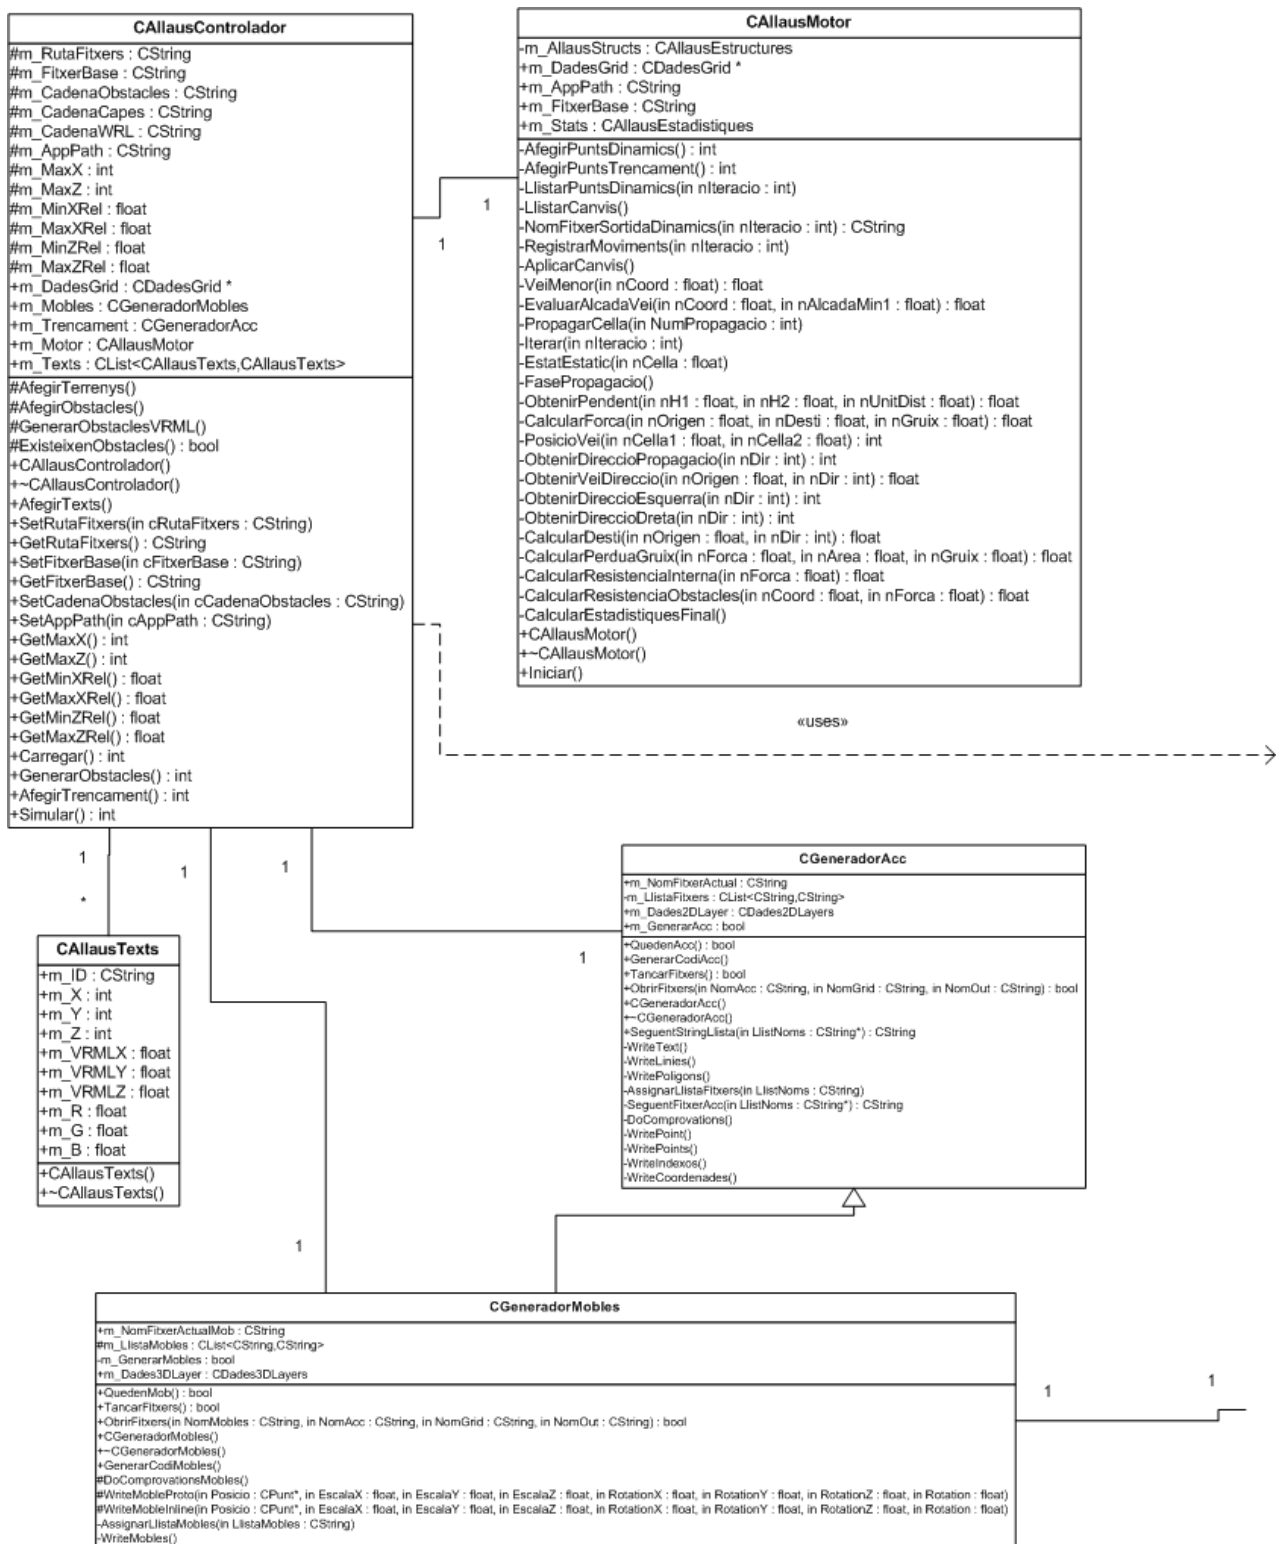 CAllausControlador
#m_RutaFitxers : CString
#m_FitxerBase : CString
#m_CadenaObstacles : CString
#m_CadenaCapes : CString
#m_CadenaWRL : CString
#m_AppPath : CString
#m_MaxX : int
#m_MaxZ : int
#m_MinXRel : float
#m_MaxXRel : float
#m_MinZRel : float
#m_MaxZRel : float
+m_DadesGrid : CDadesGrid *
+m_Mobles : CGeneradorMobles
+m_Trencament : CGeneradorAcc
+m_Motor : CAllausMotor
+m_Texts : CList<CAllausTexts,CAllausTexts>
#AfegirTerrenys()
#AfegirObstacles()
#GenerarObstaclesVRML()
#ExisteixenObstacles() : bool
+CAllausControlador()
+~CAllausControlador()
+AfegirTexts()
+SetRutaFitxers(in cRutaFitxers : CString)
+GetRutaFitxers() : CString
+SetFitxerBase(in cFitxerBase : CString)
+GetFitxerBase() : CString
+SetCadenaObstacles(in cCadenaObstacles : CString)
+SetAppPath(in cAppPath : CString)
+GetMaxX() : int
+GetMaxZ() : int
+GetMinXRel() : float
+GetMaxXRel() : float
+GetMinZRel() : float
+GetMaxZRel() : float
+Carregar() : int
+GenerarObstacles() : int
+AfegirTrencament() : int
+Simular() : int
1
1
CAllausMotor
-m_AllausStructs : CAllausEstructures
+m_DadesGrid : CDadesGrid *
+m_AppPath : CString
+m_FitxerBase : CString
+m_Stats : CAllausEstadistiques
-AfegirPuntsDinamics() : int
-AfegirPuntsTrencament() : int
-LlistarPuntsDinamics(in nIteracio : int)
-LlistarCanvis()
-NomFitxerSortidaDinamics(in nIteracio : int) : CString
-RegistrarMoviments(in nIteracio : int)
-AplicarCanvis()
-VeiMenor(in nCoord : float) : float
-EvaluarAlcadaVei(in nCoord : float, in nAlcadaMin1 : float) : float
-PropagarCella(in NumPropagacio : int)
-Iterar(in nIteracio : int)
-EstatEstatic(in nCella : float)
-FasePropagacio()
-ObtenirPendent(in nH1 : float, in nH2 : float, in nUnitDist : float) : float
-CalcularForca(in nOrigen : float, in nDesti : float, in nGruix : float) : float
-PosicioVei(in nCella1 : float, in nCella2 : float) : int
-ObtenirDireccioPropagacio(in nDir : int) : int
-ObtenirVeiDireccio(in nOrigen : float, in nDir : int) : float
-ObtenirDireccioEsquerra(in nDir : int) : int
-ObtenirDireccioDreta(in nDir : int) : int
-CalcularDesti(in nOrigen : float, in nDir : int) : float
-CalcularPerduaGruix(in nForca : float, in nArea : float, in nGruix : float) : float
-CalcularResistenciaInterna(in nForca : float) : float
-CalcularResistenciaObstacles(in nCoord : float, in nForca : float) : float
-CalcularEstadistiquesFinal()
+CAllausMotor()
+~CAllausMotor()
+Iniciar()
«uses»
1
*
1
1
CAllausTexts
+m_ID : CString
+m_X : int
+m_Y : int
+m_Z : int
+m_VRMLX : float
+m_VRMLY : float
+m_VRMLZ : float
+m_R : float
+m_G : float
+m_B : float
+CAllausTexts()
+~CAllausTexts()
1
CGeneradorAcc
+m_NomFitxerActual : CString
-m_LlistaFitxers : CList<CString,CString>
+m_Dades2DLayer : CDades2DLayers
+m_GenerarAcc : bool
+QuedenAcc() : bool
+GenerarCodiAcc()
+TancarFitxers() : bool
+ObrirFitxers(in NomAcc : CString, in NomGrid : CString, in NomOut : CString) : bool
+CGeneradorAcc()
+~CGeneradorAcc()
+SeguentStringLlista(in LlistNoms : CString*) : CString
-WriteText()
-WriteLinies()
-WritePoligons()
-AssignarLlistaFitxers(in LlistNoms : CString)
-SeguentFitxerAcc(in LlistNoms : CString*) : CString
-DoComprovations()
-WritePoint()
-WritePoints()
-WriteIndexos()
-WriteCoordenades()
1
CGeneradorMobles
+m_NomFitxerActualMob : CString
#m_LlistaMobles : CList<CString,CString>
-m_GenerarMobles : bool
+m_Dades3DLayer : CDades3DLayers
+QuedenMob() : bool
+TancarFitxers() : bool
+ObrirFitxers(in NomMobles : CString, in NomAcc : CString, in NomGrid : CString, in NomOut : CString) : bool
+CGeneradorMobles()
+~CGeneradorMobles()
+GenerarCodiMobles()
#DoComprovationsMobles()
#WriteMobleProto(in Posicio : CPunt*, in EscalaX : float, in EscalaY : float, in EscalaZ : float, in RotationX : float, in RotationY : float, in RotationZ : float, in Rotation : float)
#WriteMobleInline(in Posicio : CPunt*, in EscalaX : float, in EscalaY : float, in EscalaZ : float, in RotationX : float, in RotationY : float, in RotationZ : float, in Rotation : float)
-AssignarLlistaMobles(in LlistaMobles : CString)
-WriteMobles()
1
1